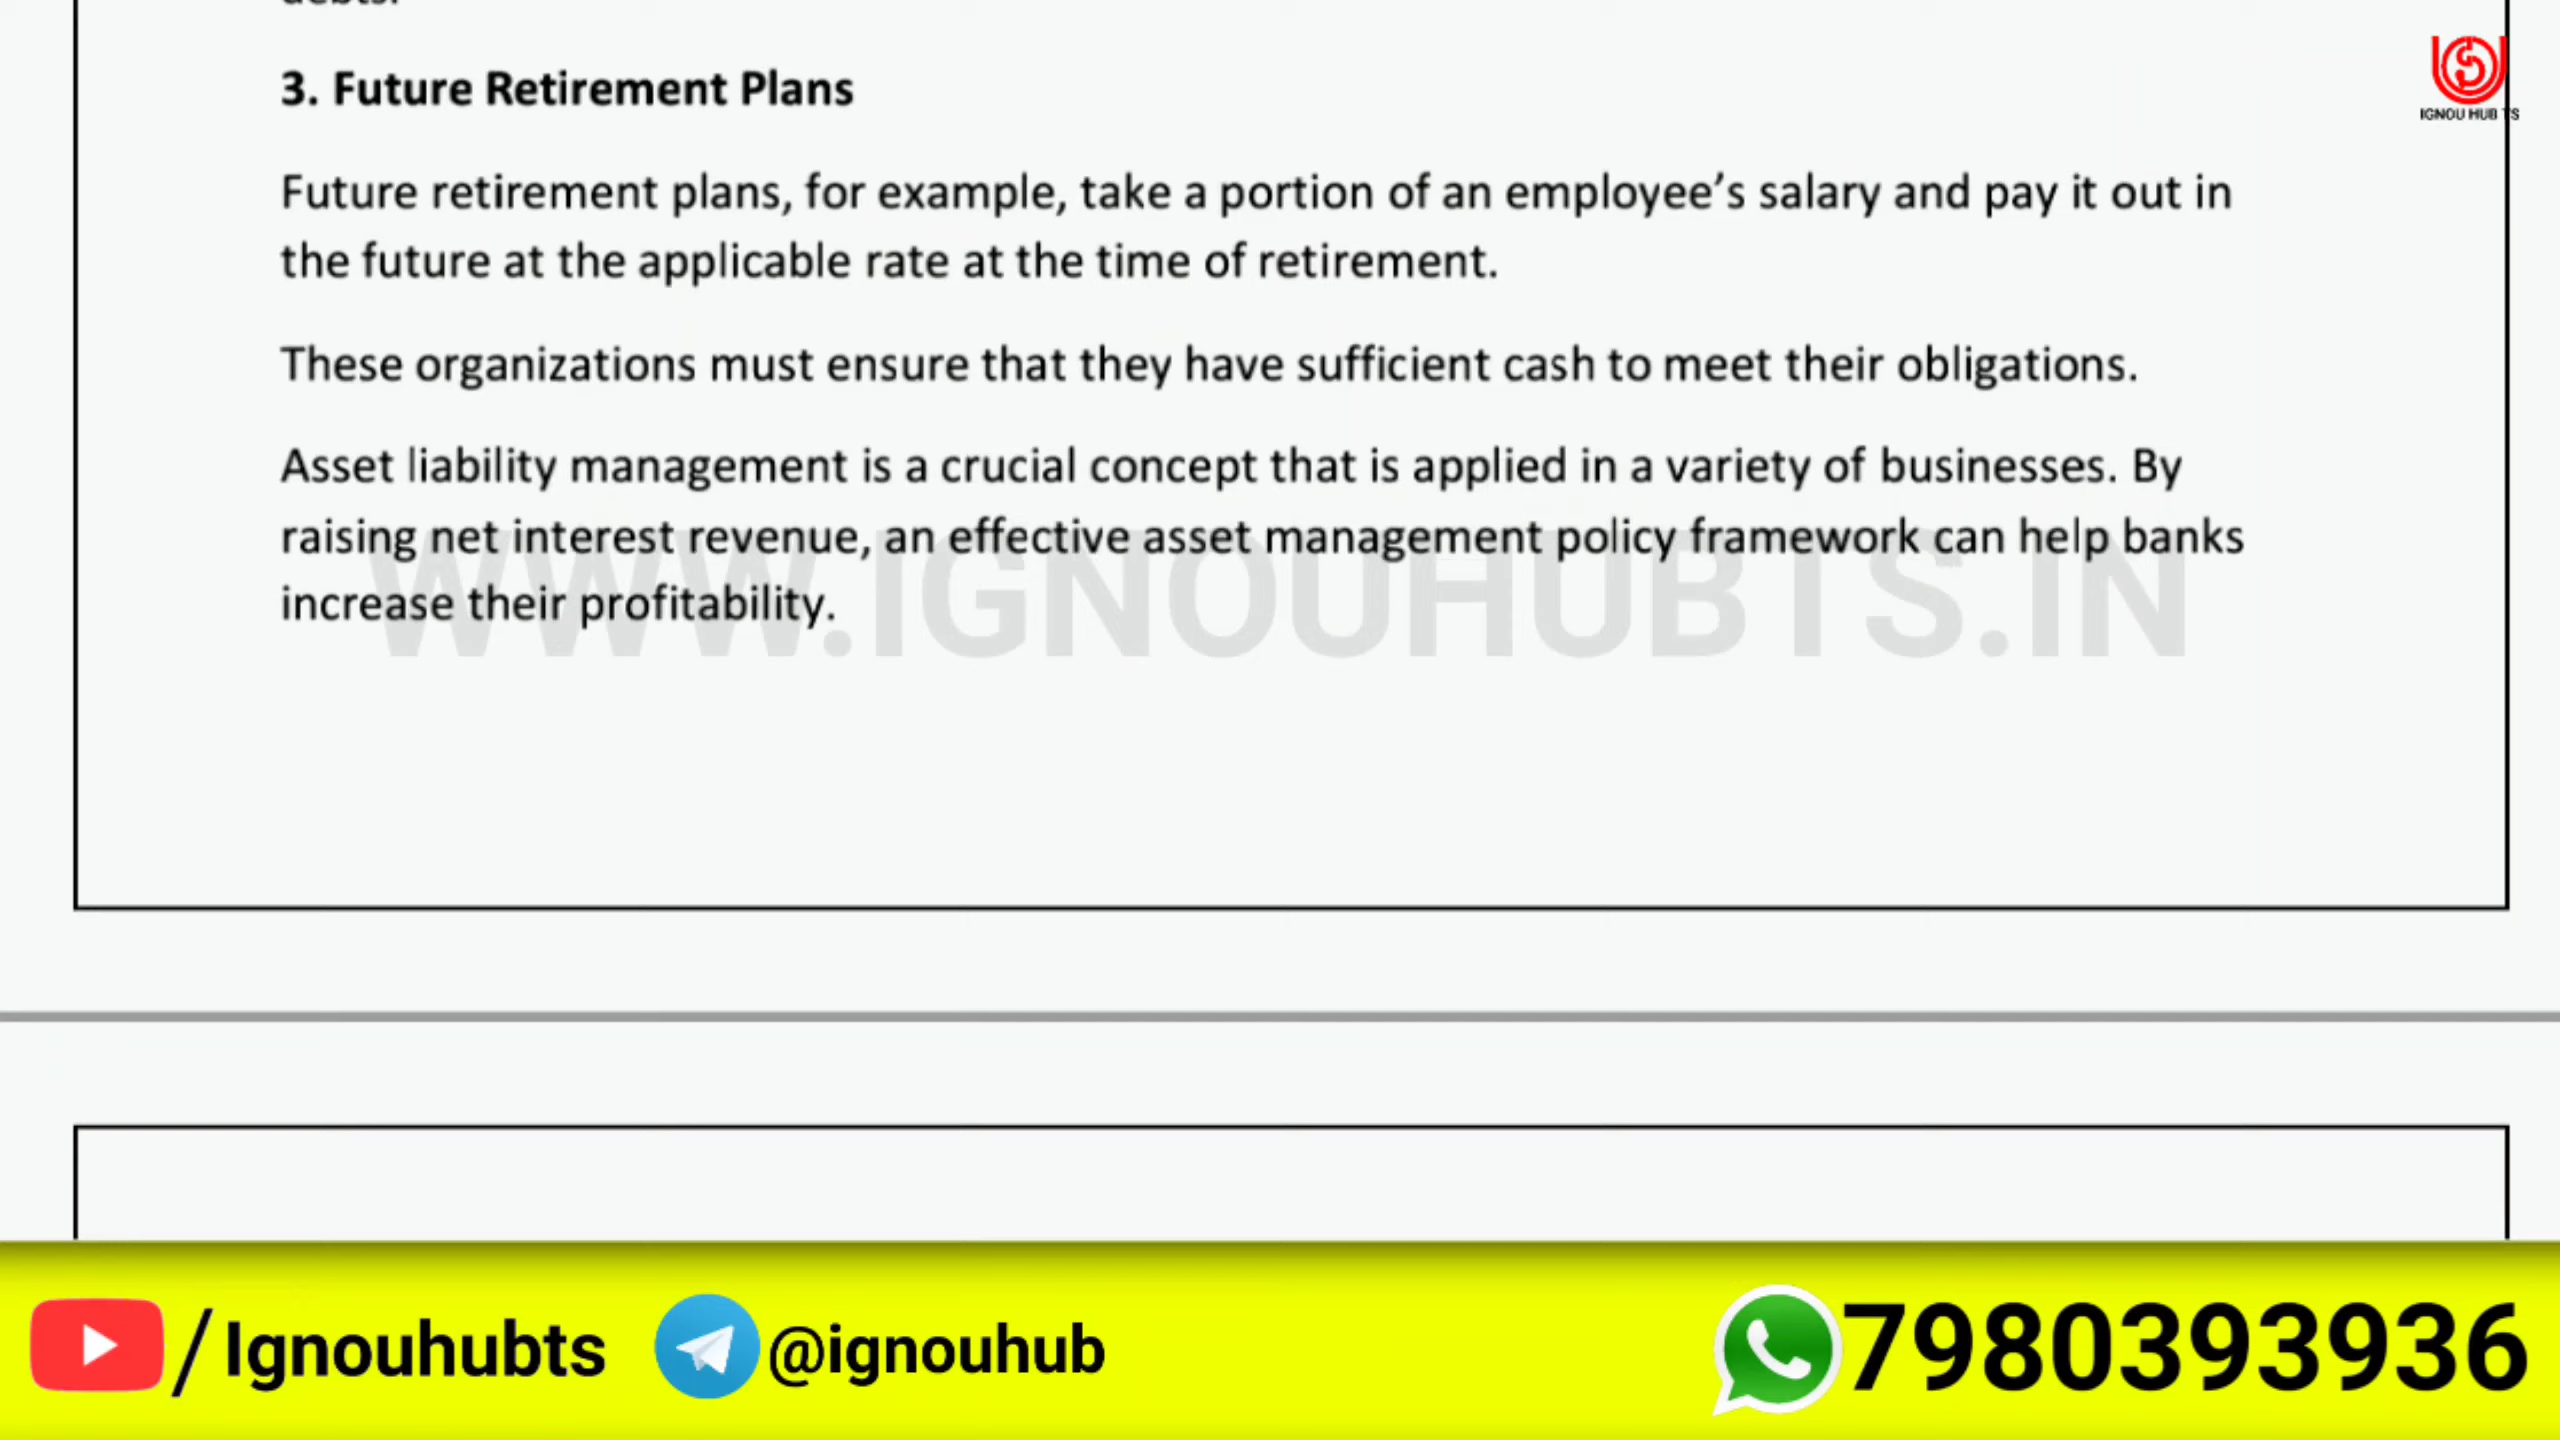 debts.
3. Future Retirement Plans
IGNOU HUB TS
Future retirement plans, for example, take a portion of an employee’s salary and pay it out in
the future at the applicable rate at the time of retirement.
These organizations must ensure that they have sufficient cash to meet their obligations.
Asset liability management is a crucial concept that is applied in a variety of businesses. By
raising net interest revenue, an effective asset management policy framework can help banks
increase their profitability.
WWW.IGNOUHUBTS.IN
/Ignouhubts @ignouhub 7980393936